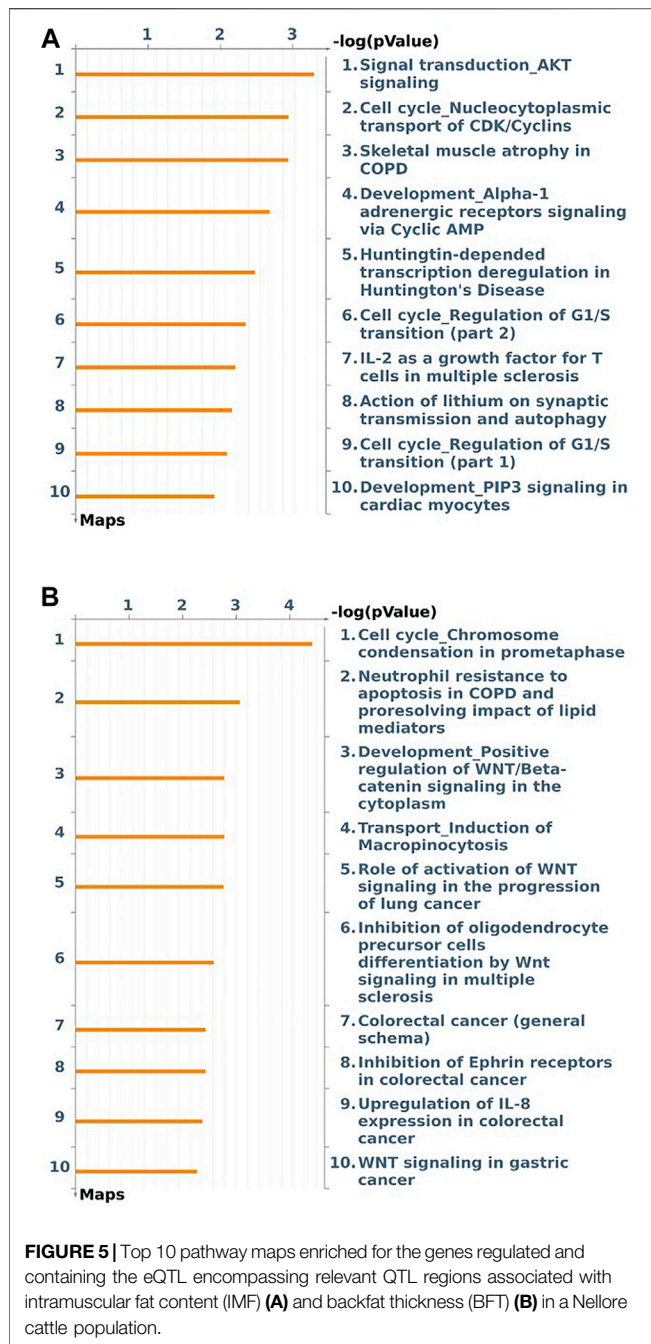 A
1 2 3 -log(pValue)
1
2
3
4
5
6
7
8
9
10
Maps
1. Signal transduction_AKT
signaling
2. Cell cycle_Nucleocytoplasmic
transport of CDK/Cyclins
3. Skeletal muscle atrophy in
COPD
4. Development_Alpha-1
adrenergic receptors signaling
via Cyclic AMP
5. Huntingtin-depended
transcription deregulation in
Huntington's Disease
6. Cell cycle_Regulation of G1/S
transition (part 2)
7. IL-2 as a growth factor for T
cells in multiple sclerosis
8. Action of lithium on synaptic
transmission and autophagy
9. Cell cycle_Regulation of G1/S
transition (part 1)
10. Development_PIP3 signaling in
cardiac myocytes
B
1 2 3 4 -log(pValue)
1
2
3
4
5
6
7
8
9
10
Maps
1. Cell cycle_Chromosome
condensation in prometaphase
2. Neutrophil resistance to
apoptosis in COPD and
proresolving impact of lipid
mediators
3. Development_Positive
regulation of WNT/Beta-
catenin signaling in the
cytoplasm
4. Transport_Induction of
Macropinocytosis
5. Role of activation of WNT
signaling in the progression
of lung cancer
6. Inhibition of oligodendrocyte
precursor cells
differentiation by Wnt
signaling in multiple
sclerosis
7. Colorectal cancer (general
schema)
8. Inhibition of Ephrin receptors
in colorectal cancer
9. Upregulation of IL-8
expression in colorectal
cancer
10. WNT signaling in gastric
cancer
FIGURE 5 | Top 10 pathway maps enriched for the genes regulated and
containing the eQTL encompassing relevant QTL regions associated with
intramuscular fat content (IMF) (A) and backfat thickness (BFT) (B) in a Nellore
cattle population.